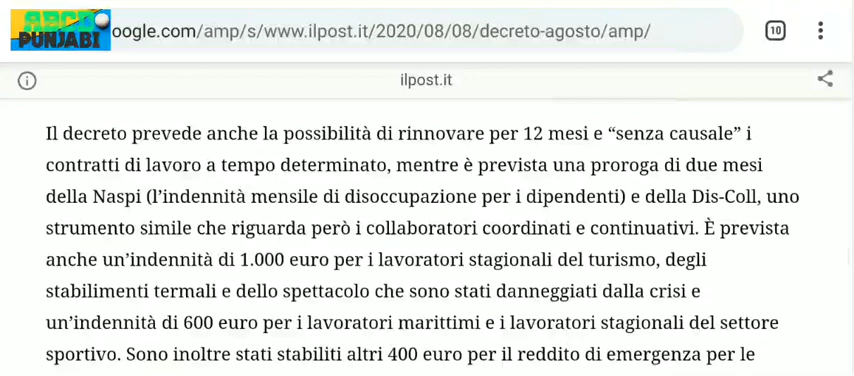 ABCD
PUNJABI
oogle.com/amp/s/www.ilpost.it/2020/08/08/decreto-agosto/amp/
10
ilpost.it
Il decreto prevede anche la possibilità di rinnovare per 12 mesi e “senza causale” i
contratti di lavoro a tempo determinato, mentre è prevista una proroga di due mesi
della Naspi (l’indennità mensile di disoccupazione per i dipendenti) e della Dis-Coll, uno
strumento simile che riguarda però i collaboratori coordinati e continuativi. È prevista
anche un’indennità di 1.000 euro per i lavoratori stagionali del turismo, degli
stabilimenti termali e dello spettacolo che sono stati danneggiati dalla crisi e
un’indennità di 600 euro per i lavoratori marittimi e i lavoratori stagionali del settore
sportivo. Sono inoltre stati stabiliti altri 400 euro per il reddito di emergenza per le